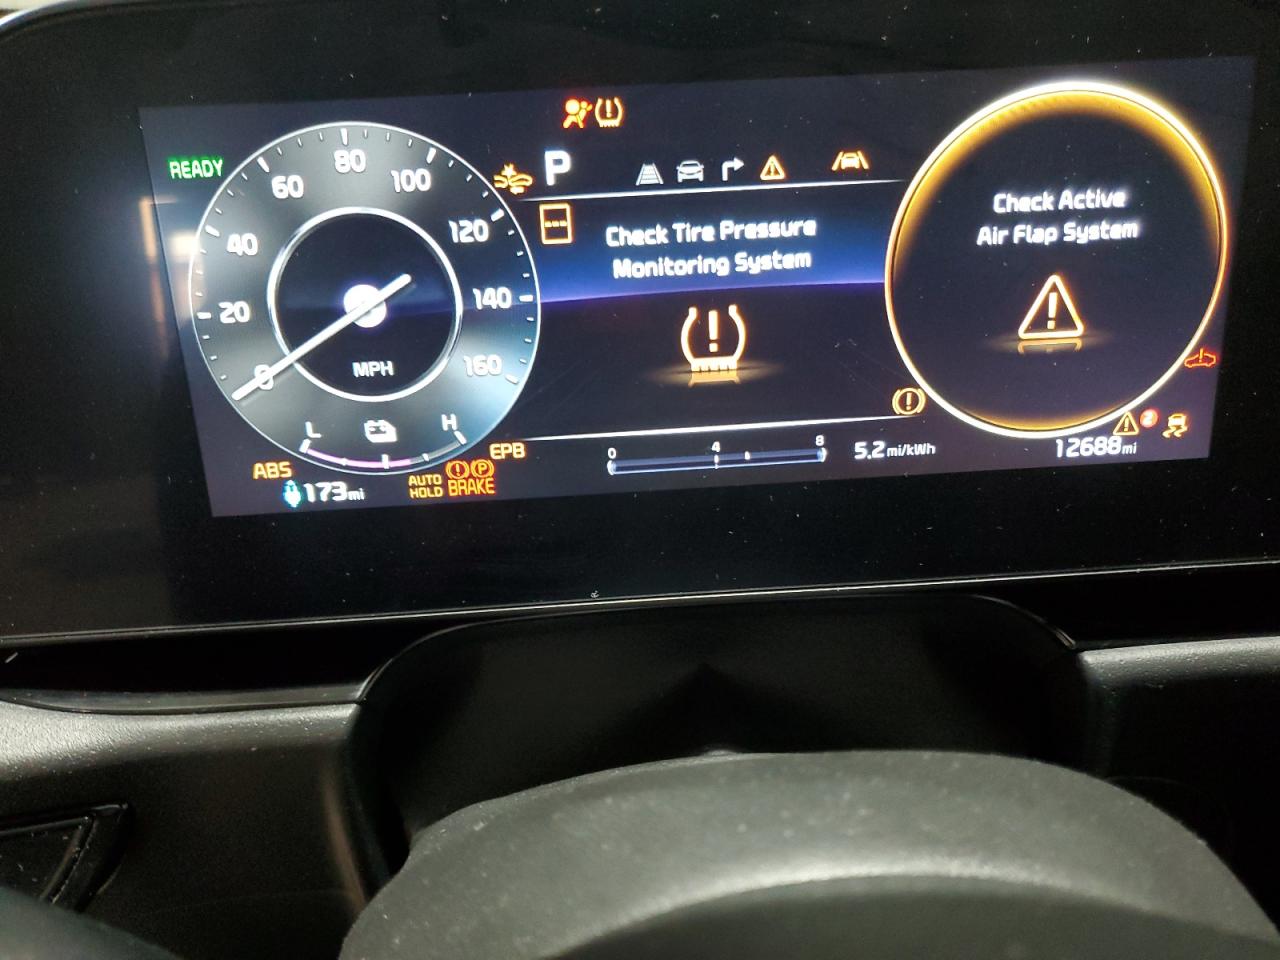 READY
P
80
60
100
40
120
20
140
0
160
MPH
L
H
Check Tire Pressure
Monitoring System
Check Active
Air Flap System
EPB
ABS
AUTO
HOLD
BRAKE
P
173mi
0
4
8
5.2mi/kWh
2
12688mi